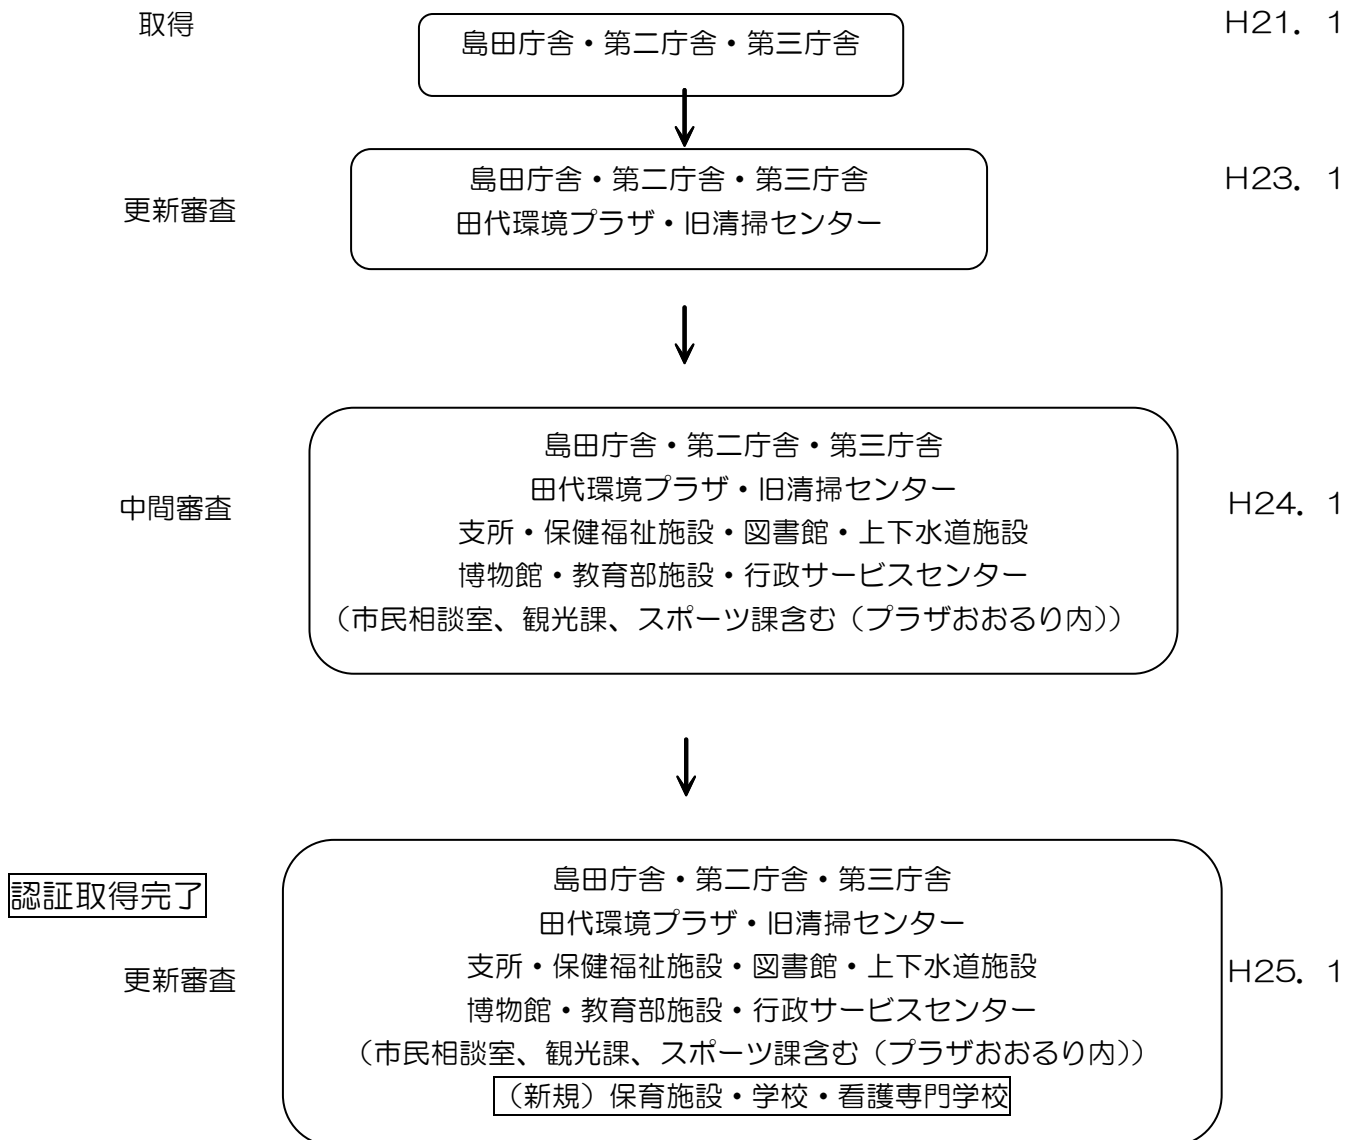 取得
島田庁舎・第二庁舎・第三庁舎
H21．1
島田庁舎・第二庁舎・第三庁舎
H23．1
更新審査
田代環境プラザ・旧清掃センター
島田庁舎・第二庁舎・第三庁舎
田代環境プラザ・旧清掃センター
中間審査
H24．1
支所・保健福祉施設・図書館・上下水道施設
博物館・教育部施設・行政サービスセンター
（市民相談室、観光課、スポーツ課含む（プラザおおるり内））
島田庁舎・第二庁舎・第三庁舎
認証取得完了
田代環境プラザ・旧清掃センター
更新審査
支所・保健福祉施設・図書館・上下水道施設
H25．1
博物館・教育部施設・行政サービスセンター
（市民相談室、観光課、スポーツ課含む（プラザおおるり内））
（新規）保育施設・学校・看護専門学校